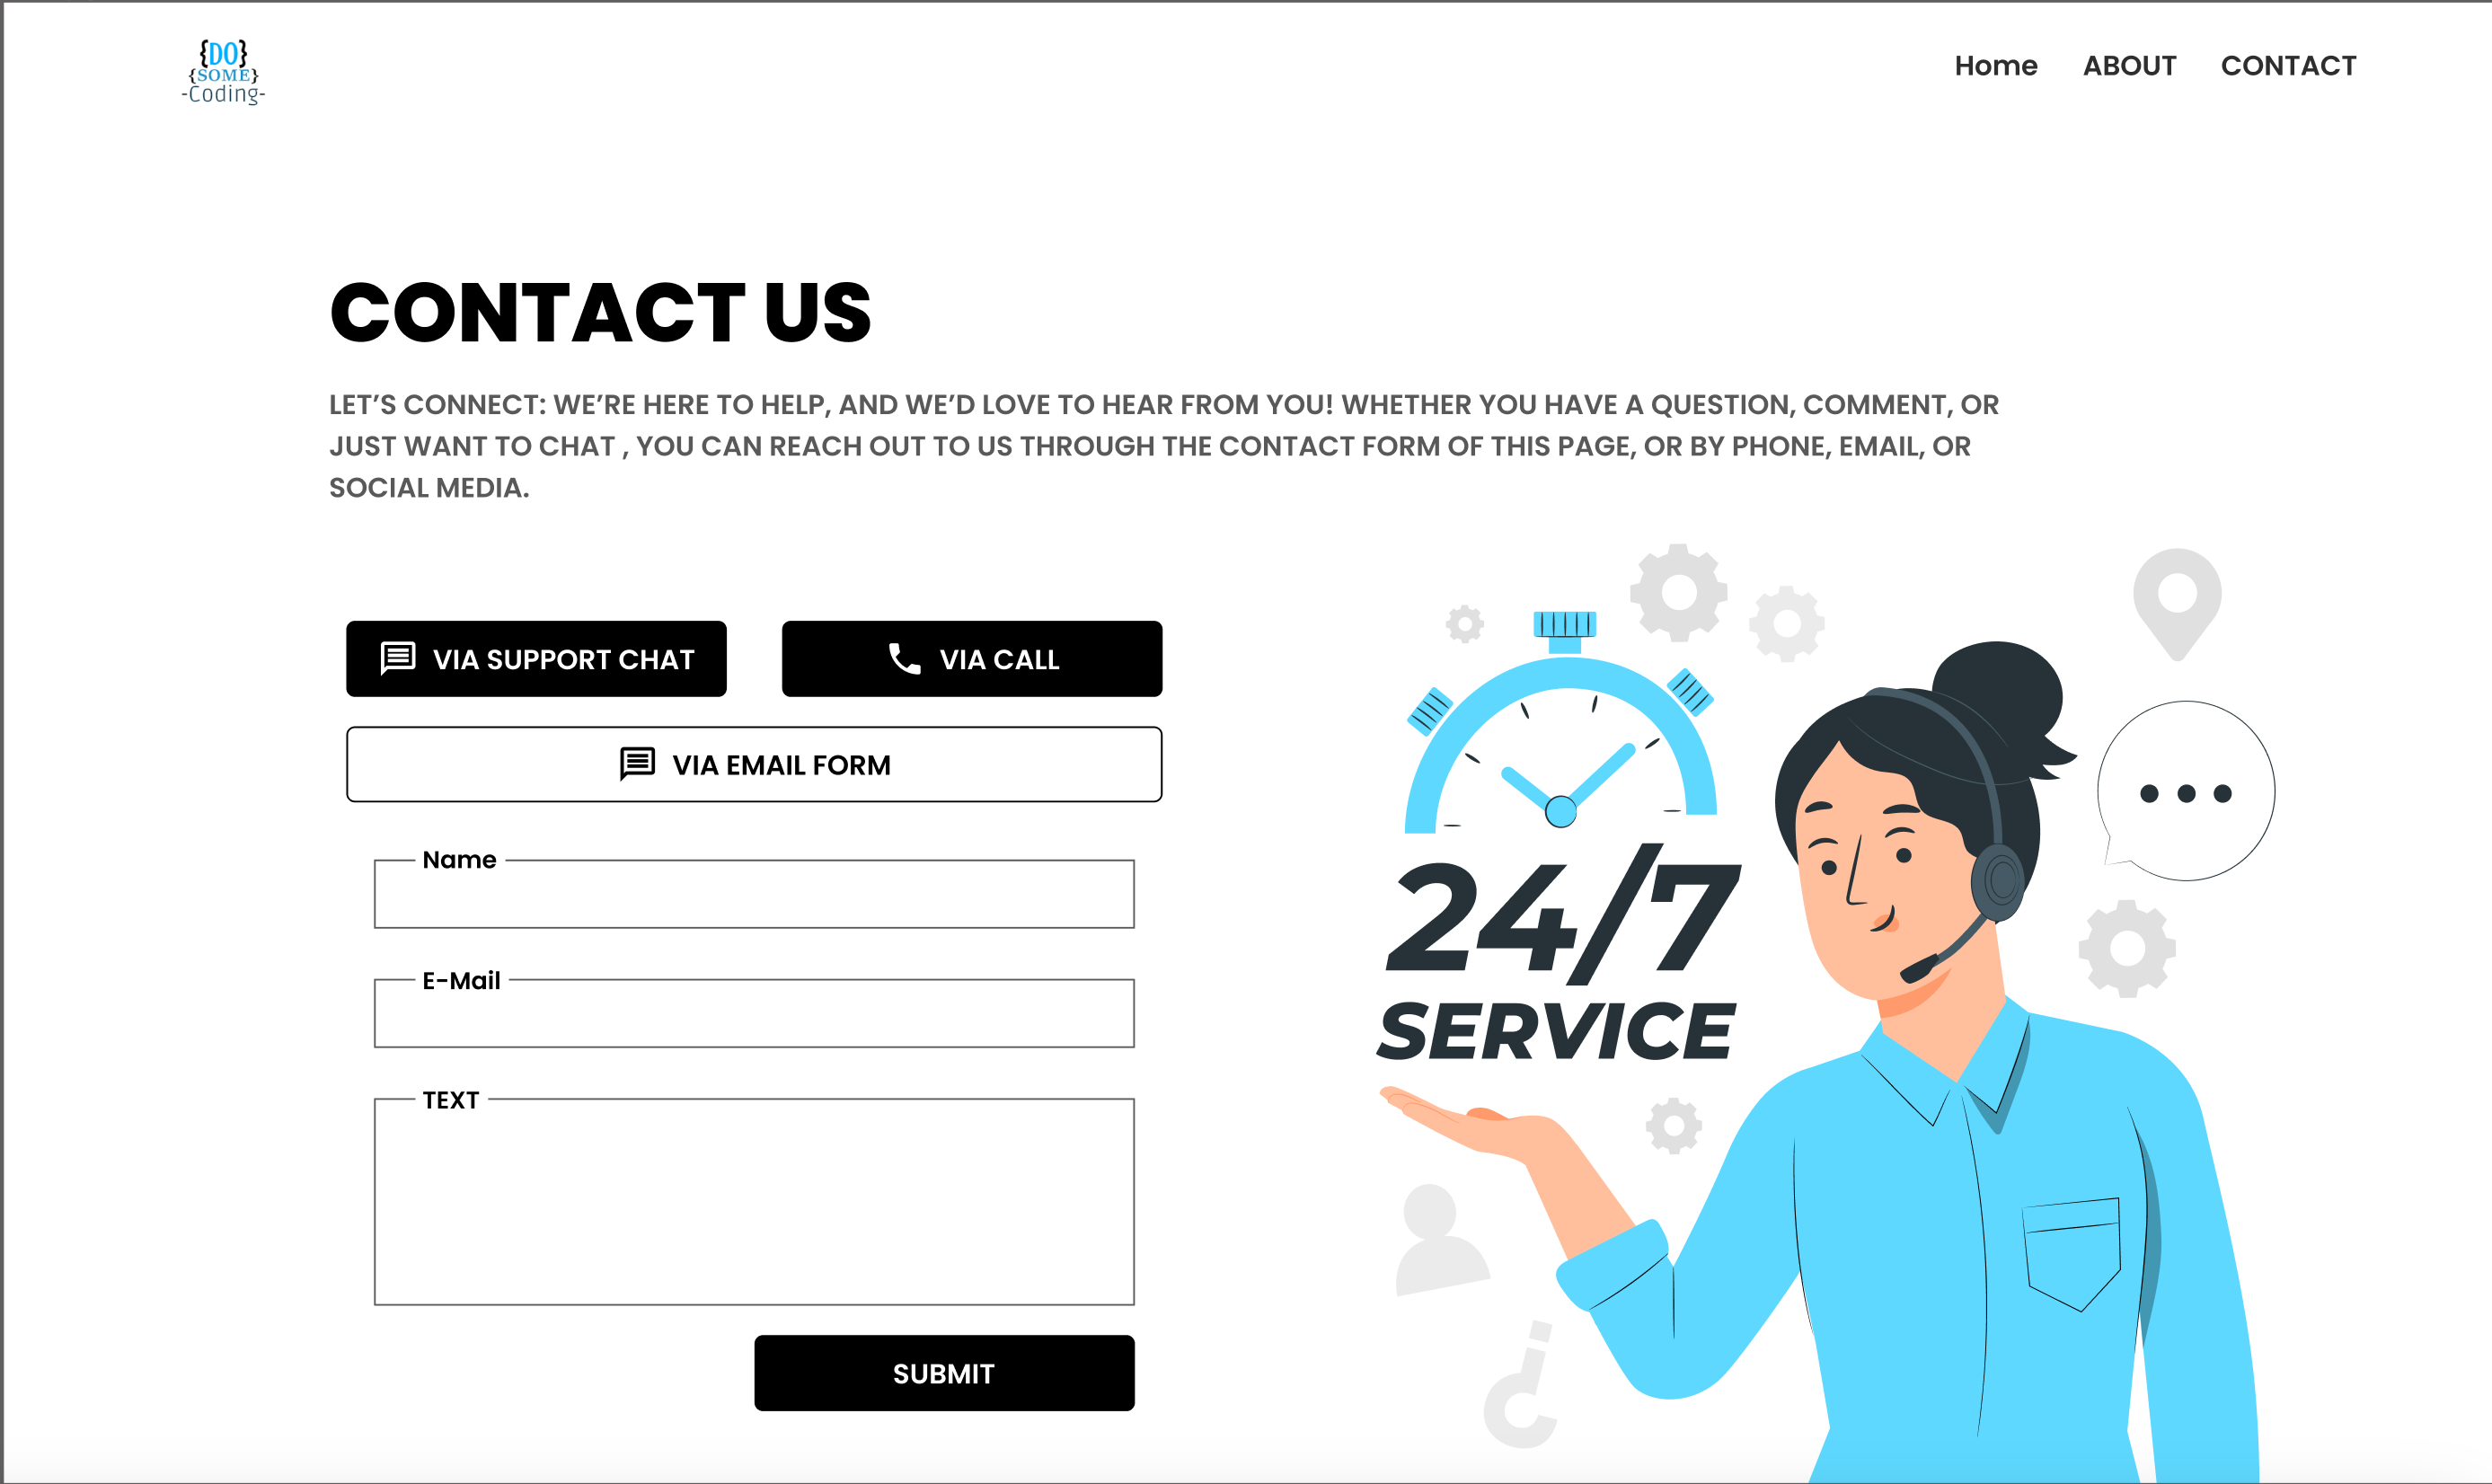 {DO}
{SOME}
-Coding-
Home ABOUT CONTACT
CONTACT US
LET'S CONNECT: WE'RE HERE TO HELP, AND WE'D LOVE TO HEAR FROM YOU! WHETHER YOU HAVE A QUESTION, COMMENT, OR
JUST WANT TO CHAT , YOU CAN REACH OUT TO US THROUGH THE CONTACT FORM OF THIS PAGE, OR BY PHONE, EMAIL, OR
SOCIAL MEDIA.
VIA SUPPORT CHAT
VIA CALL
VIA EMAIL FORM
Name
E-Mail
TEXT
SUBMIT
24/7
SERVICE